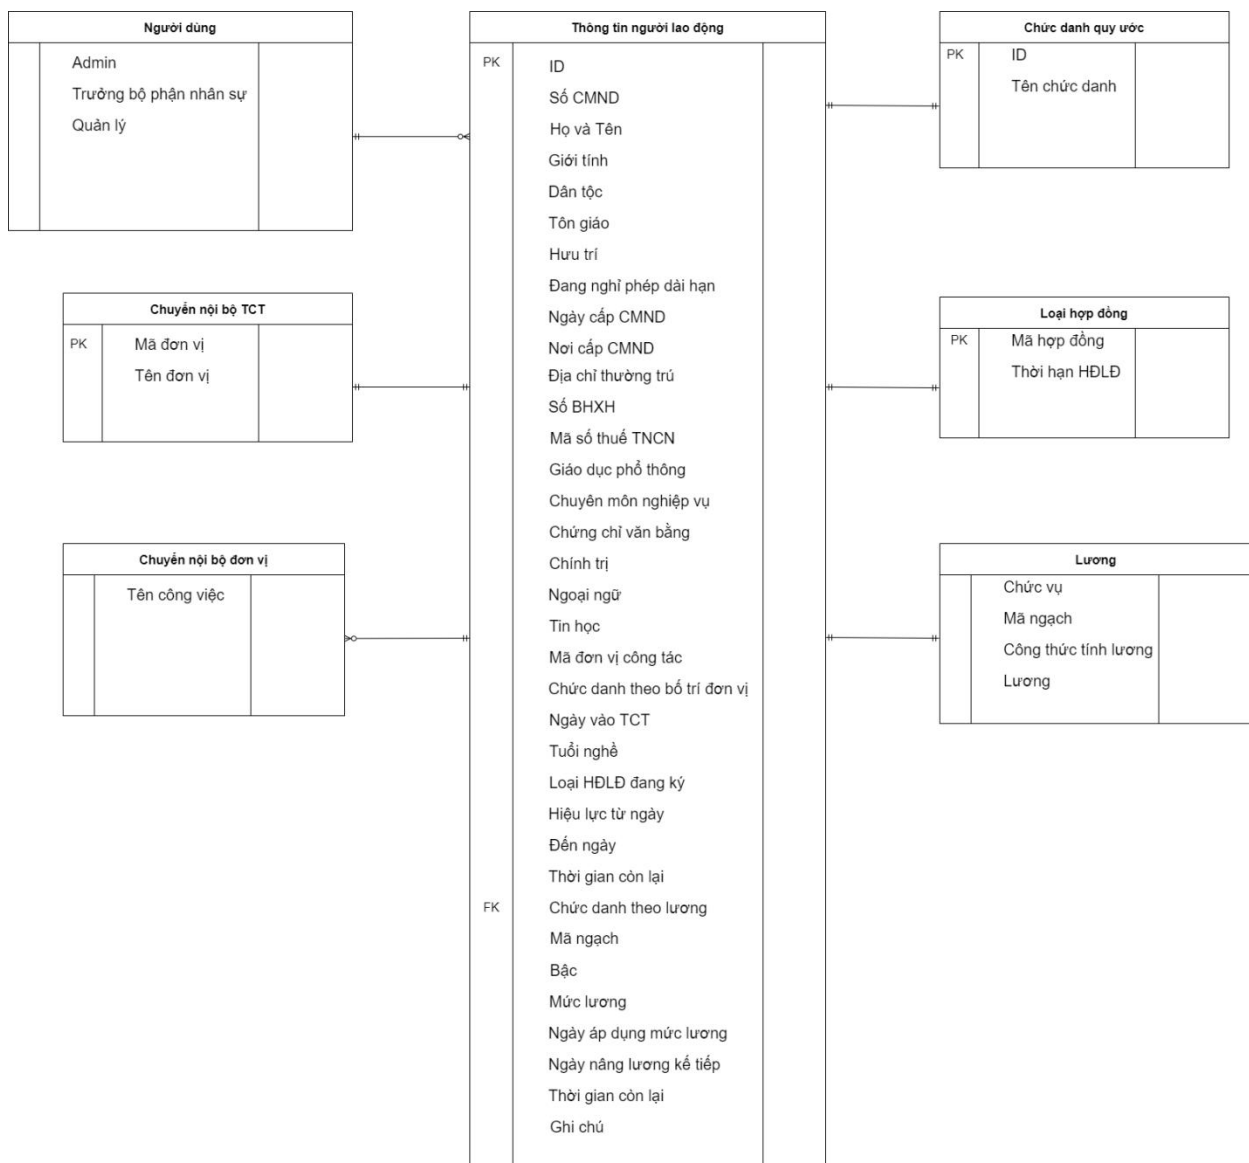 Người dùng
Admin
Trưởng bộ phận nhân sự
Quản lý
Chuyển nội bộ TCT
PK
Mã đơn vị
Tên đơn vị
Chuyển nội bộ đơn vị
Tên công việc
Thông tin người lao động
PK
ID
Số CMND
Họ và Tên
Giới tính
Dân tộc
Tôn giáo
Hưu trí
Đang nghỉ phép dài hạn
Ngày cấp CMND
Nơi cấp CMND
Địa chỉ thường trú
Số BHXH
Mã số thuế TNCN
Giáo dục phổ thông
Chuyên môn nghiệp vụ
Chứng chỉ văn bằng
Chính trị
Ngoại ngữ
Tin học
Mã đơn vị công tác
Chức danh theo bố trí đơn vị
Ngày vào TCT
Tuổi nghề
Loại HĐLĐ đang ký
Hiệu lực từ ngày
Đến ngày
Thời gian còn lại
FK
Chức danh theo lương
Mã ngạch
Bậc
Mức lương
Ngày áp dụng mức lương
Ngày nâng lương kế tiếp
Thời gian còn lại
Ghi chú
Chức danh quy ước
PK
ID
Tên chức danh
Loại hợp đồng
PK
Mã hợp đồng
Thời hạn HĐLĐ
Lương
Chức vụ
Mã ngạch
Công thức tính lương
Lương